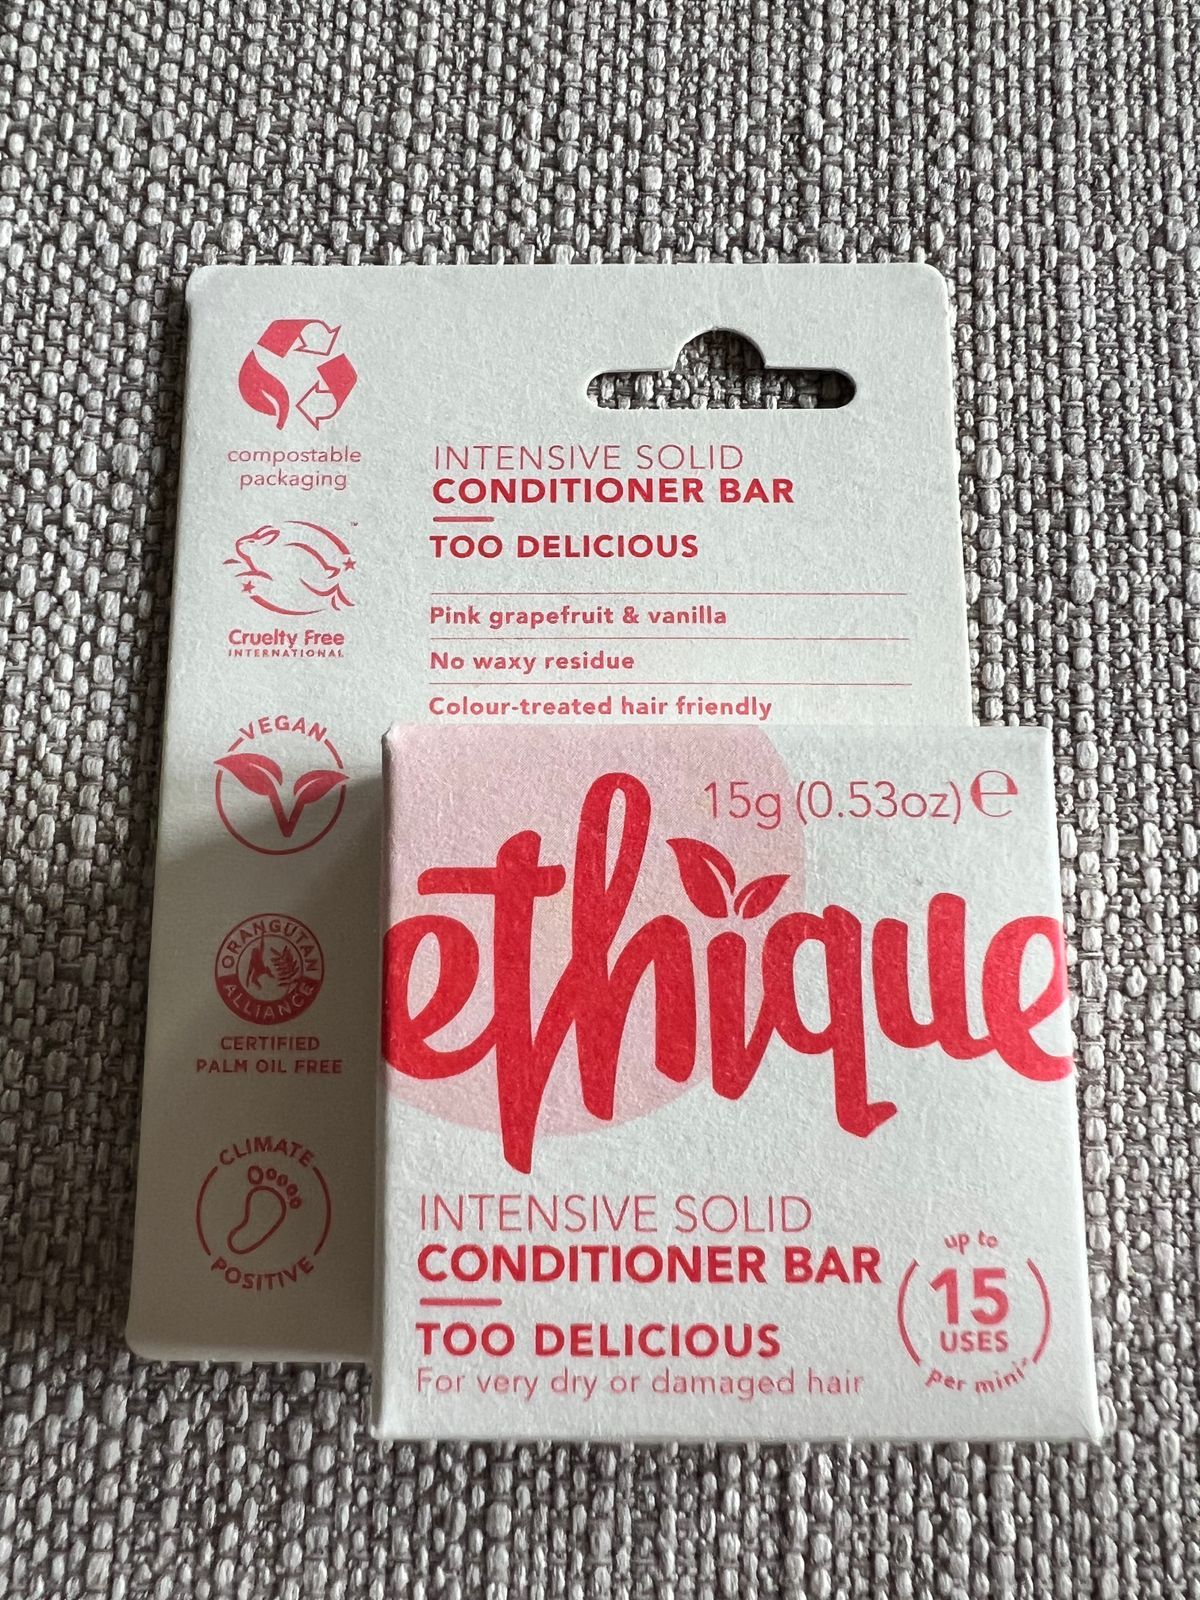 compostable
packaging
Cruelty Free
INTERNATIONAL
VEGAN
ORANGUTAN
ALLIANCE
CERTIFIED
PALM OIL FREE
CLIMATE
POSITIVE
INTENSIVE SOLID
CONDITIONER BAR
TOO DELICIOUS
Pink grapefruit & vanilla
No waxy residue
Colour-treated hair friendly
15g (0.53oz) ℮
ethique
INTENSIVE SOLID
CONDITIONER BAR
TOO DELICIOUS
For very dry or damaged hair
up to
15
USES
per mini